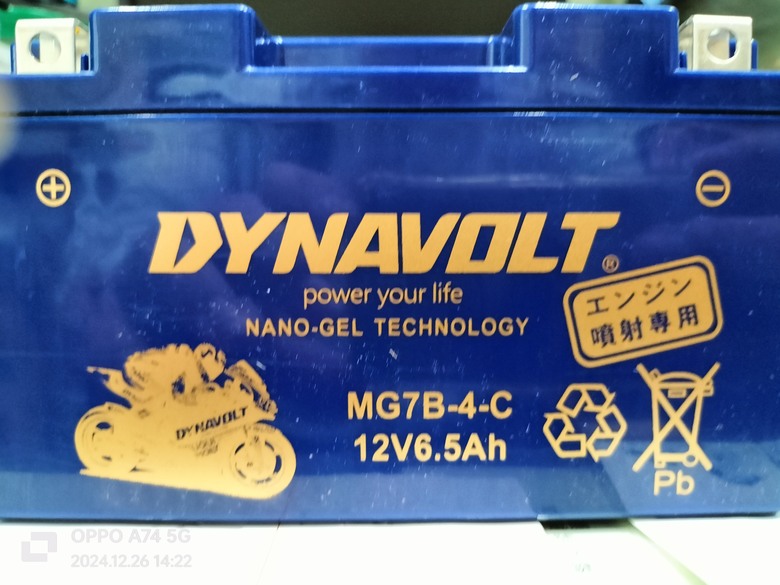 DYNAVOLT®
power your life
NANO-GEL TECHNOLOGY
エンジン
噴射専用
DYNAVOLT
MG7B-4-C
12V6.5Ah
Pb
OPPO A74 5G
2024.12.26 14:22